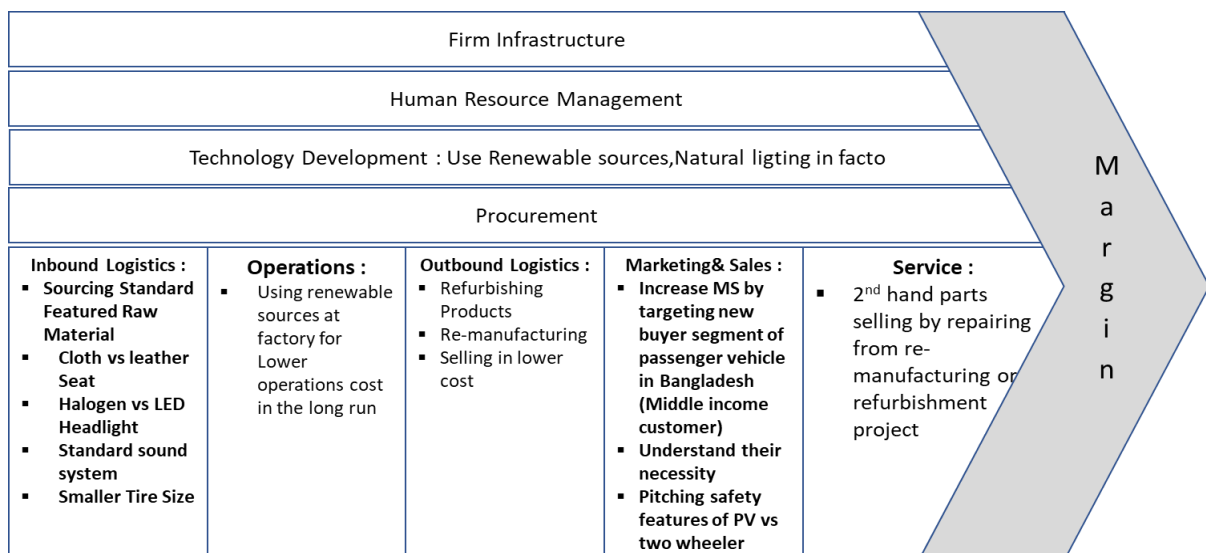 Firm Infrastructure
Human Resource Management
Technology Development : Use Renewable sources,Natural ligting in facto
Procurement
Inbound Logistics :
▪ Sourcing Standard
Featured Raw
Material
▪ Cloth vs leather
Seat
▪ Halogen vs LED
Headlight
▪ Standard sound
system
▪ Smaller Tire Size
Operations :
▪ Using renewable
sources at
factory for
Lower
operations cost
in the long run
Outbound Logistics :
▪ Refurbishing
Products
▪ Re-manufacturing
▪ Selling in lower
cost
Marketing& Sales :
▪ Increase MS by
targeting new
buyer segment of
passenger vehicle
in Bangladesh
(Middle income
customer)
▪ Understand their
necessity
▪ Pitching safety
features of PV vs
two wheeler
Service :
▪ 2nd hand parts
selling by repairing
from re-
manufacturing or
refurbishment
project
Margin